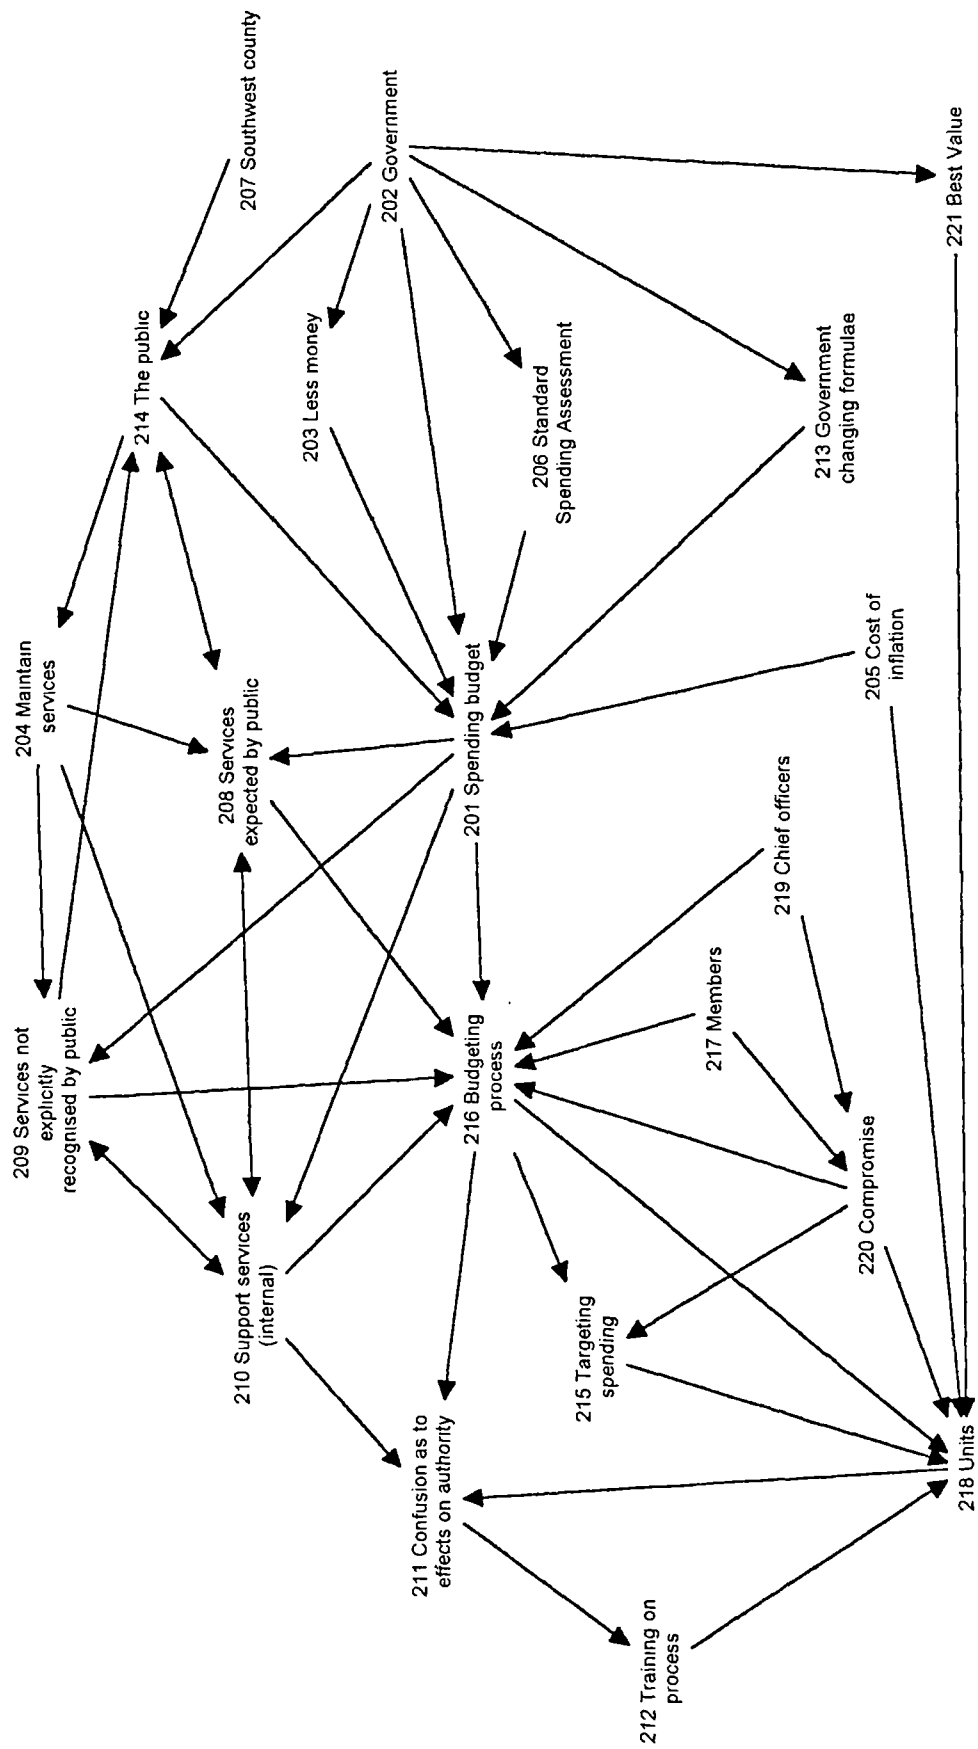 209 Services not
explicitly
recognised by public
204 Maintain
services
214 The public
210 Support services
(internal)
208 Services
expected by public
207 Southwest county
203 Less money
202 Government
211 Confusion as to
effects on authority
216 Budgeting
process
201 Spending budget
206 Standard
Spending Assessment
215 Targeting
spending
212 Training on
process
217 Members
219 Chief officers
213 Government
changing formulae
220 Compromise
205 Cost of
inflation
218 Units
221 Best Value